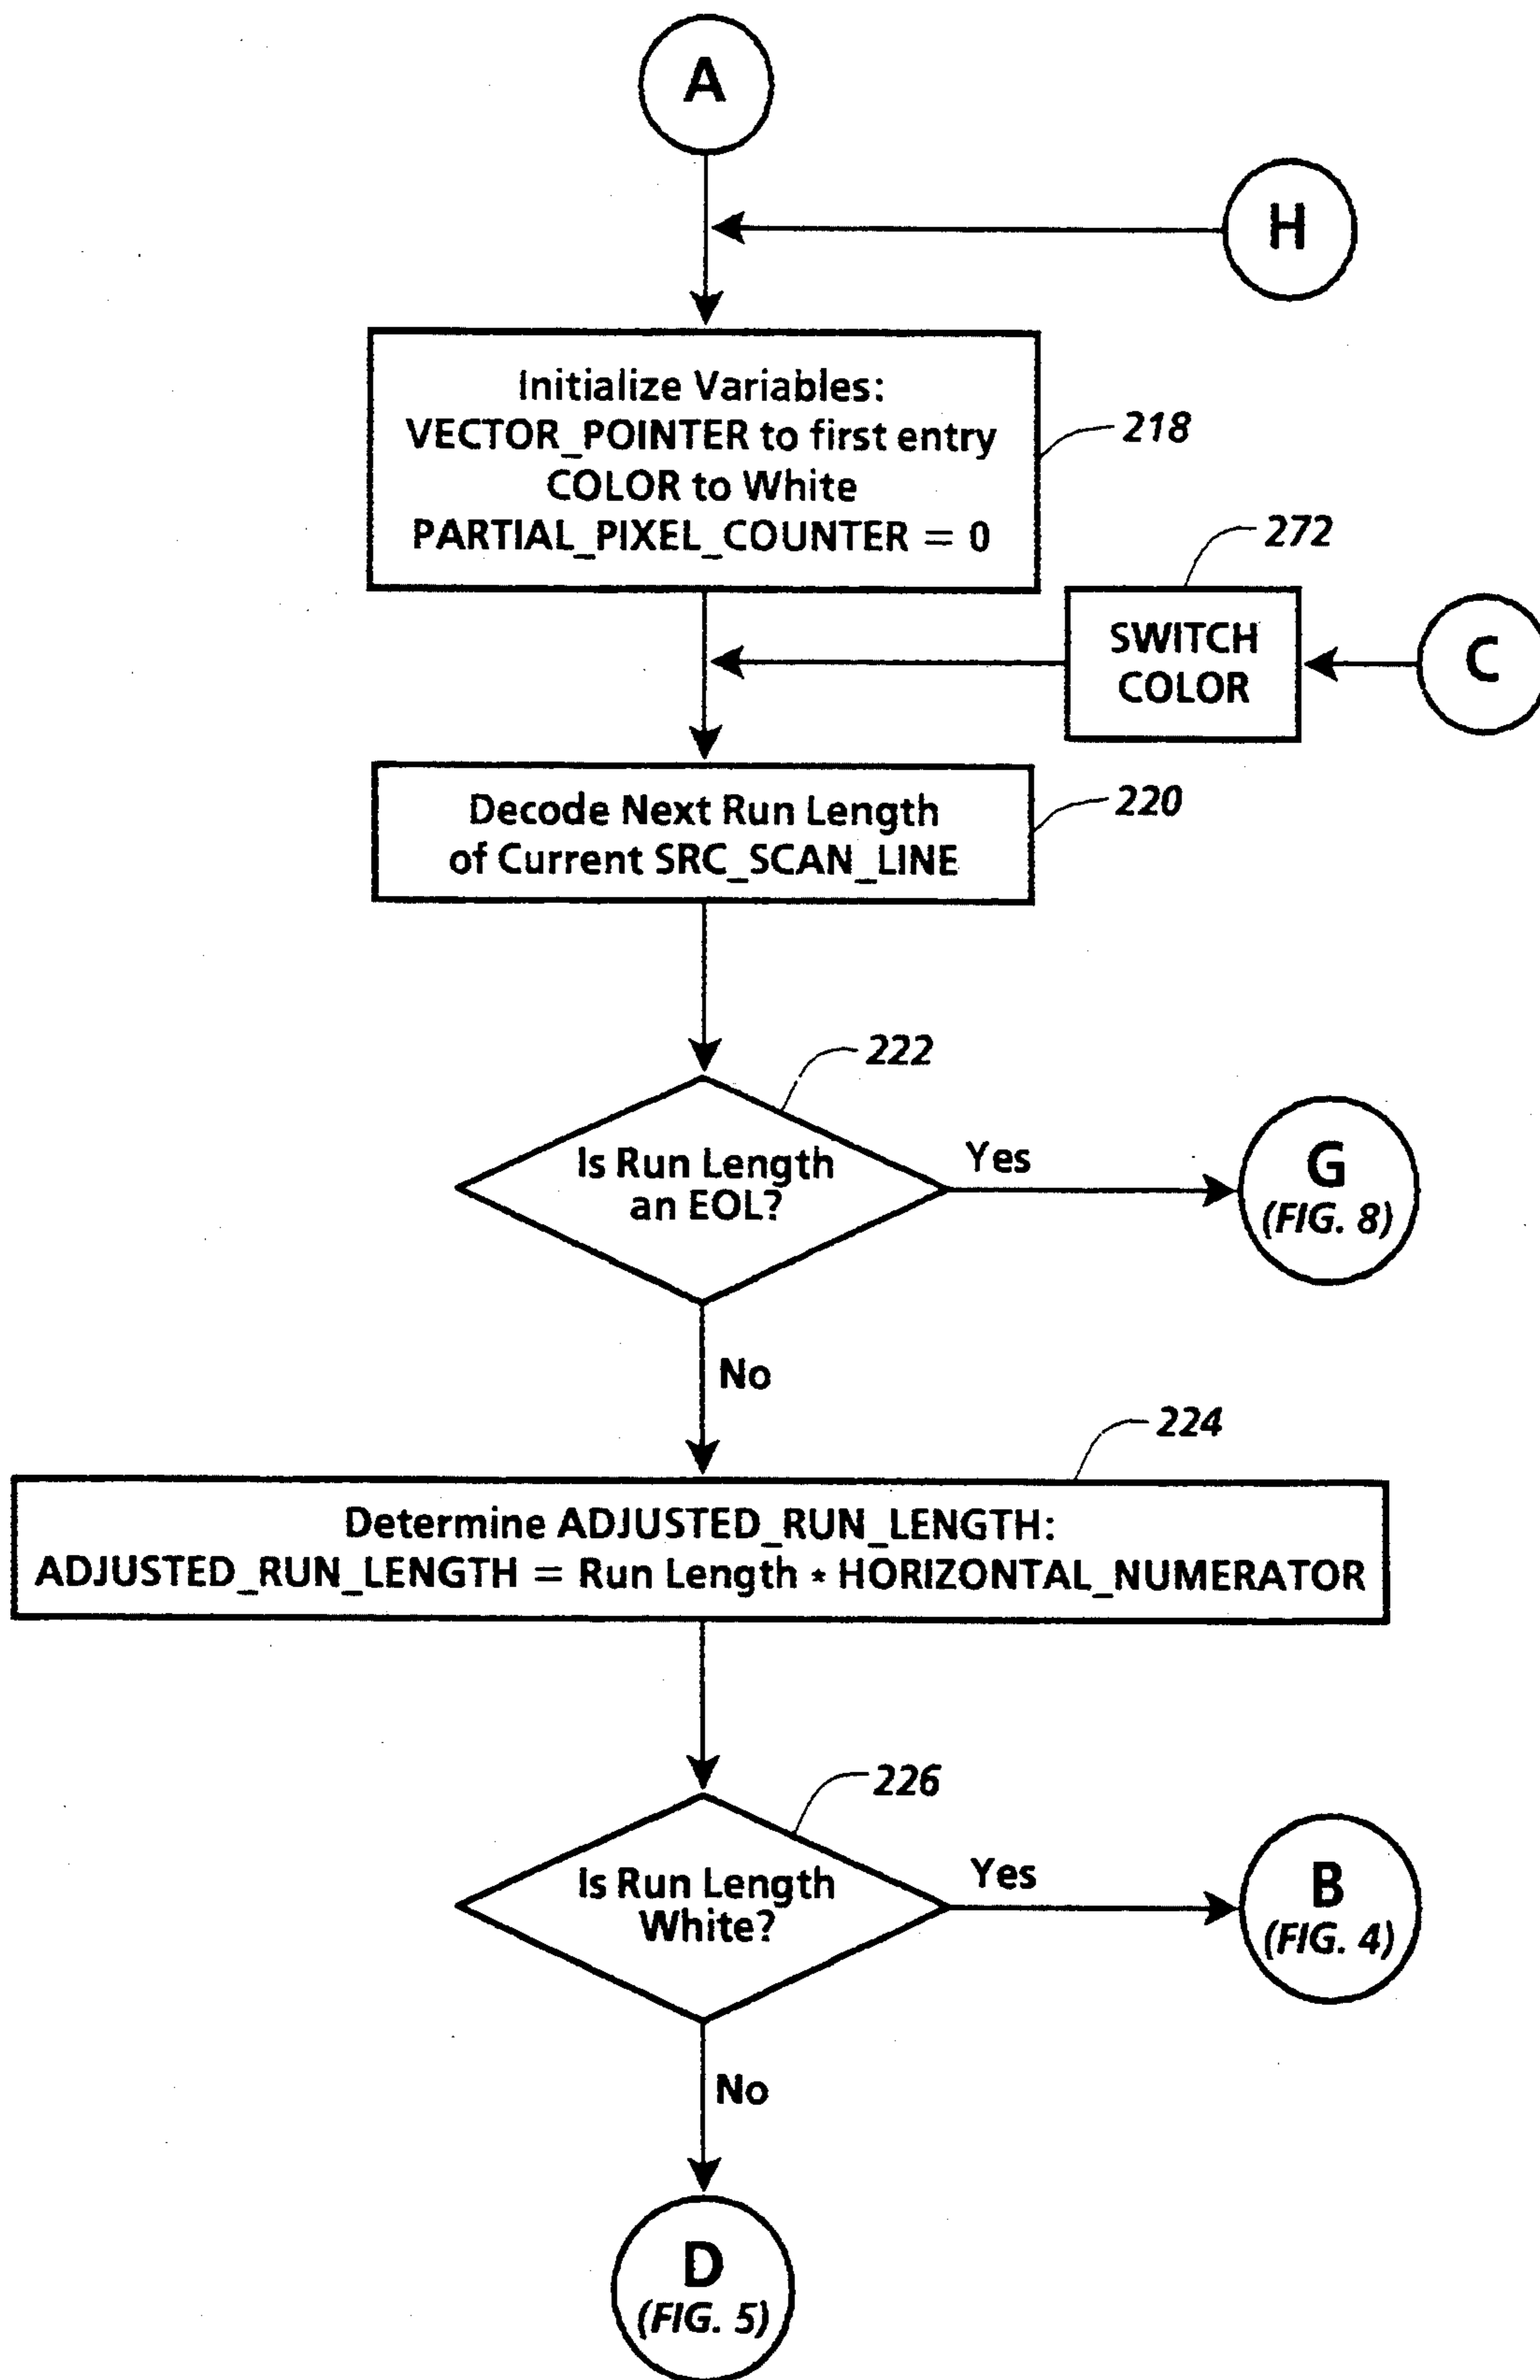 A
H
Initialize Variables:
VECTOR_POINTER to first entry
COLOR to White
PARTIAL_PIXEL_COUNTER = 0
218
272
SWITCH
COLOR
C
Decode Next Run Length
of Current SRC_SCAN_LINE
220
222
Is Run Length
an EOL?
Yes
G
(FIG. 8)
No
224
Determine ADJUSTED_RUN_LENGTH:
ADJUSTED_RUN_LENGTH = Run Length * HORIZONTAL_NUMERATOR
226
Is Run Length
White?
Yes
B
(FIG. 4)
No
D
(FIG. 5)